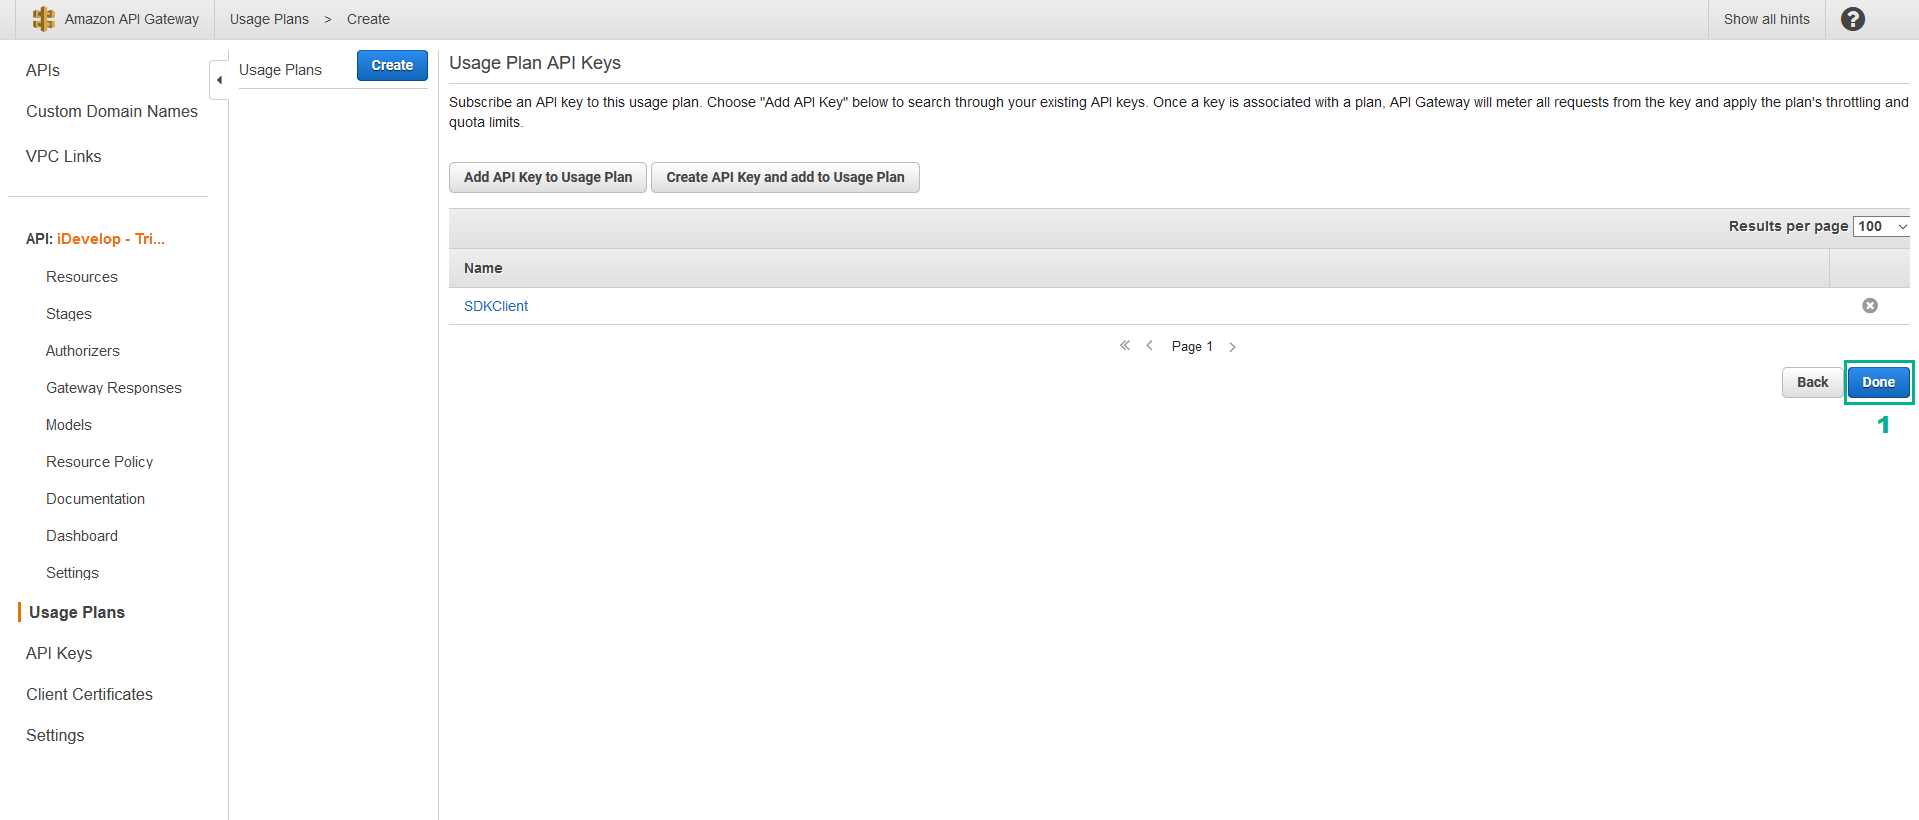 Amazon API Gateway
Usage Plans > Create
Show all hints
?
APIs
Custom Domain Names
VPC Links
API: iDevelop - Tri...
Resources
Stages
Authorizers
Gateway Responses
Models
Resource Policy
Documentation
Dashboard
Settings
Usage Plans
API Keys
Client Certificates
Settings
Usage Plans
Create
Usage Plan API Keys
Subscribe an API key to this usage plan. Choose "Add API Key" below to search through your existing API keys. Once a key is associated with a plan, API Gateway will meter all requests from the key and apply the plan's throttling and
quota limits.
Add API Key to Usage Plan
Create API Key and add to Usage Plan
Results per page 100
Name
SDKClient
« < Page 1 >
Back
Done
1